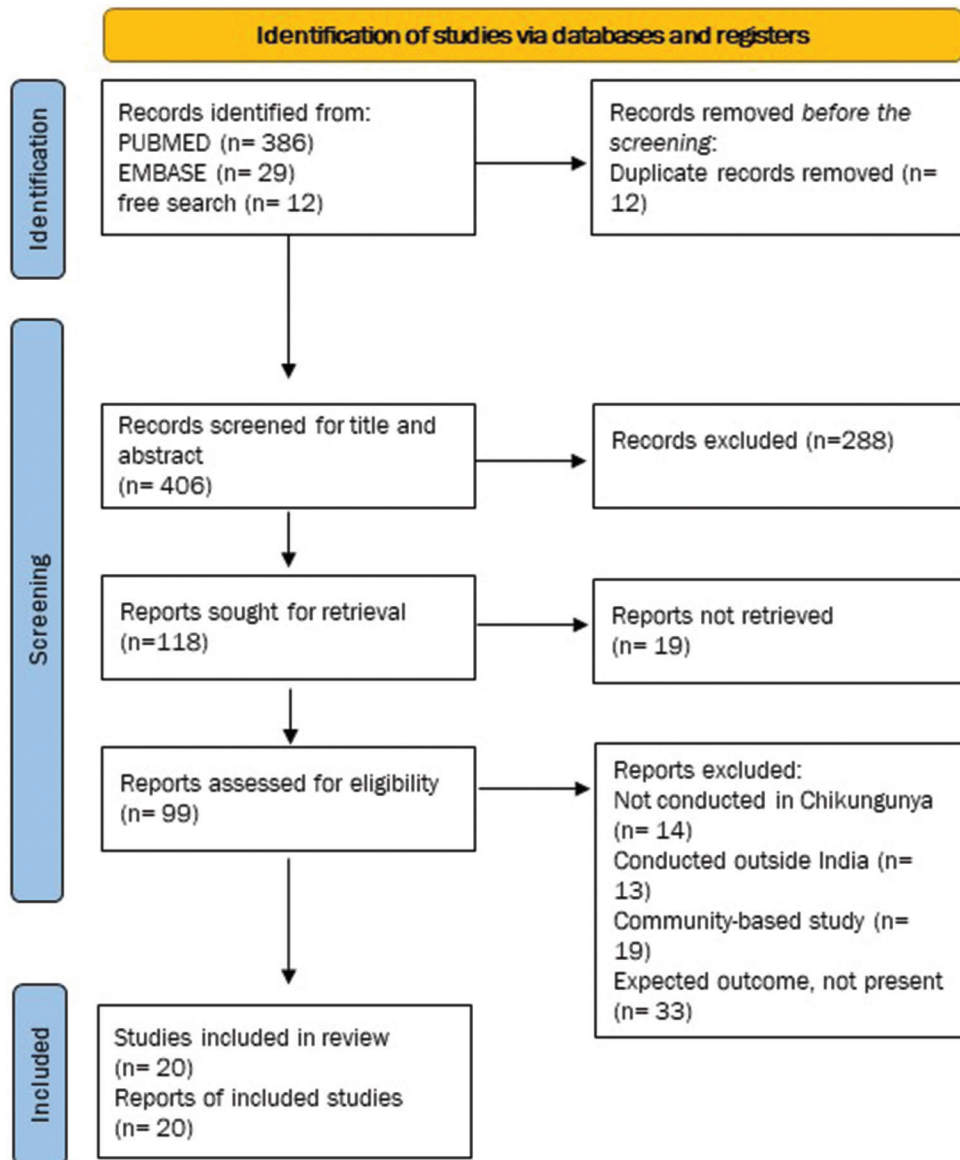 Identification of studies via databases and registers
Identification
Records identified from:
PUBMED (n= 386)
EMBASE (n= 29)
free search (n= 12)
Records removed before the
screening:
Duplicate records removed (n=
12)
Screening
Records screened for title and
abstract
(n= 406)
Records excluded (n=288)
Reports sought for retrieval
(n=118)
Reports not retrieved
(n= 19)
Reports assessed for eligibility
(n= 99)
Reports excluded:
Not conducted in Chikungunya
(n= 14)
Conducted outside India (n=
13)
Community-based study (n=
19)
Expected outcome, not present
(n= 33)
Included
Studies included in review
(n= 20)
Reports of included studies
(n= 20)